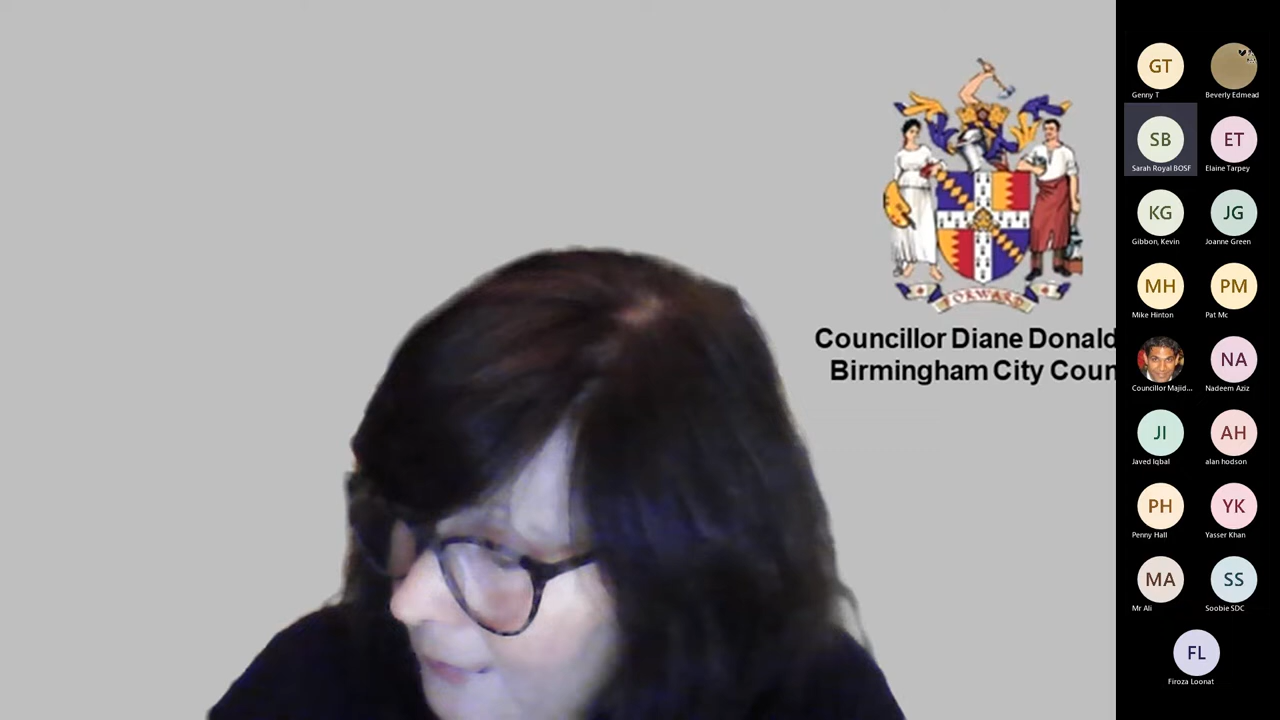 FORWARD
Councillor Diane Donald
Birmingham City Coun
GT
Genny T
Beverly Edmead
SB
Sarah Royal BOSF
ET
Elaine Tarpey
KG
Gibbon, Kevin
JG
Joanne Green
MH
Mike Hinton
PM
Pat Mc
Councillor Majid...
NA
Nadeem Aziz
JI
Javed Iqbal
AH
alan hodson
PH
Penny Hall
YK
Yasser Khan
MA
Mr Ali
SS
Soobie SDC
FL
Firoza Loonat